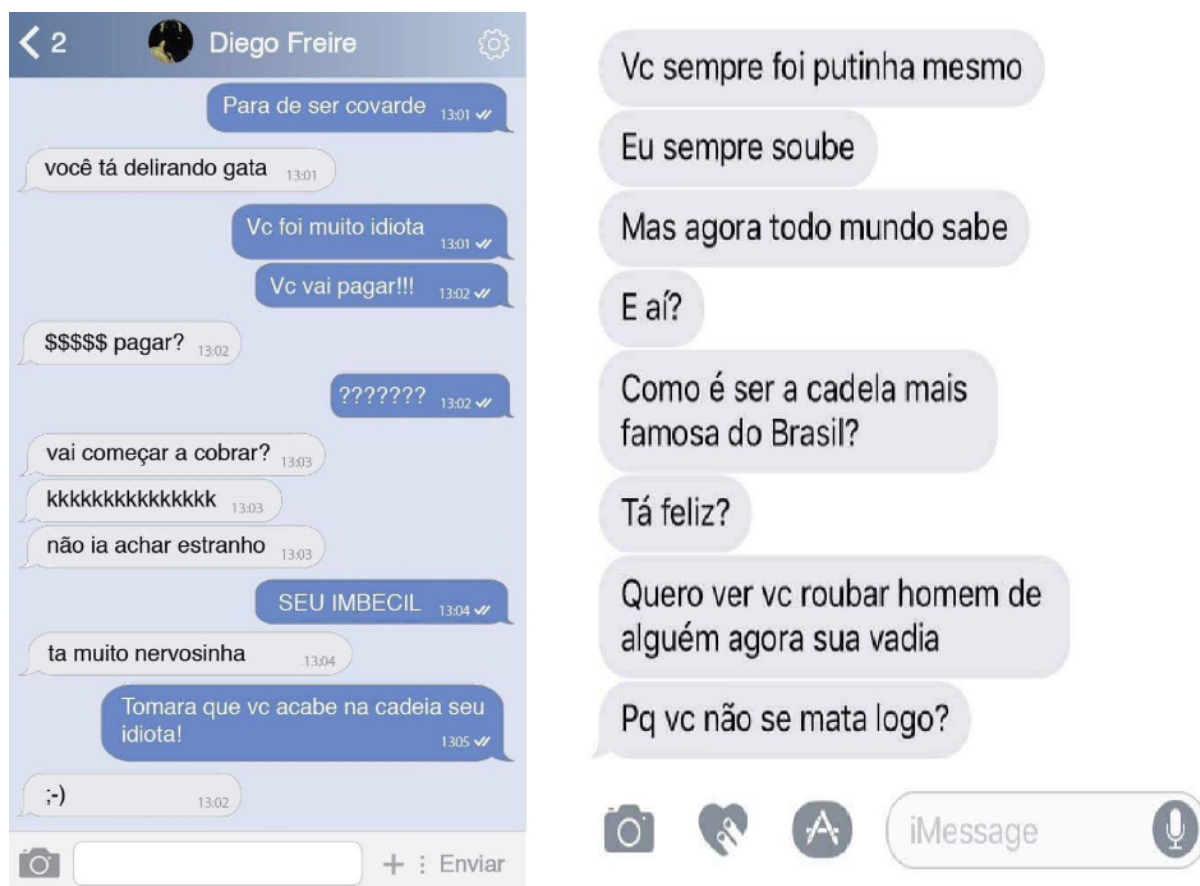 2
Diego Freire
Para de ser covarde 13:01
você tá delirando gata 13:01
Vc foi muito idiota
13:01
Vc vai pagar!!! 13:02
$$$$$ pagar? 13:02
??????? 13:02
vai começar a cobrar? 13:03
kkkkkkkkkkkkkkk 13:03
não ia achar estranho 13:03
SEU IMBECIL 13:04
ta muito nervosinha 13:04
Tomara que vc acabe na cadeia seu
idiota!
1305
;-) 13:02
Enviar
Vc sempre foi putinha mesmo
Eu sempre soube
Mas agora todo mundo sabe
E aí?
Como é ser a cadela mais
famosa do Brasil?
Tá feliz?
Quero ver vc roubar homem de
alguém agora sua vadia
Pq vc não se mata logo?
iMessage